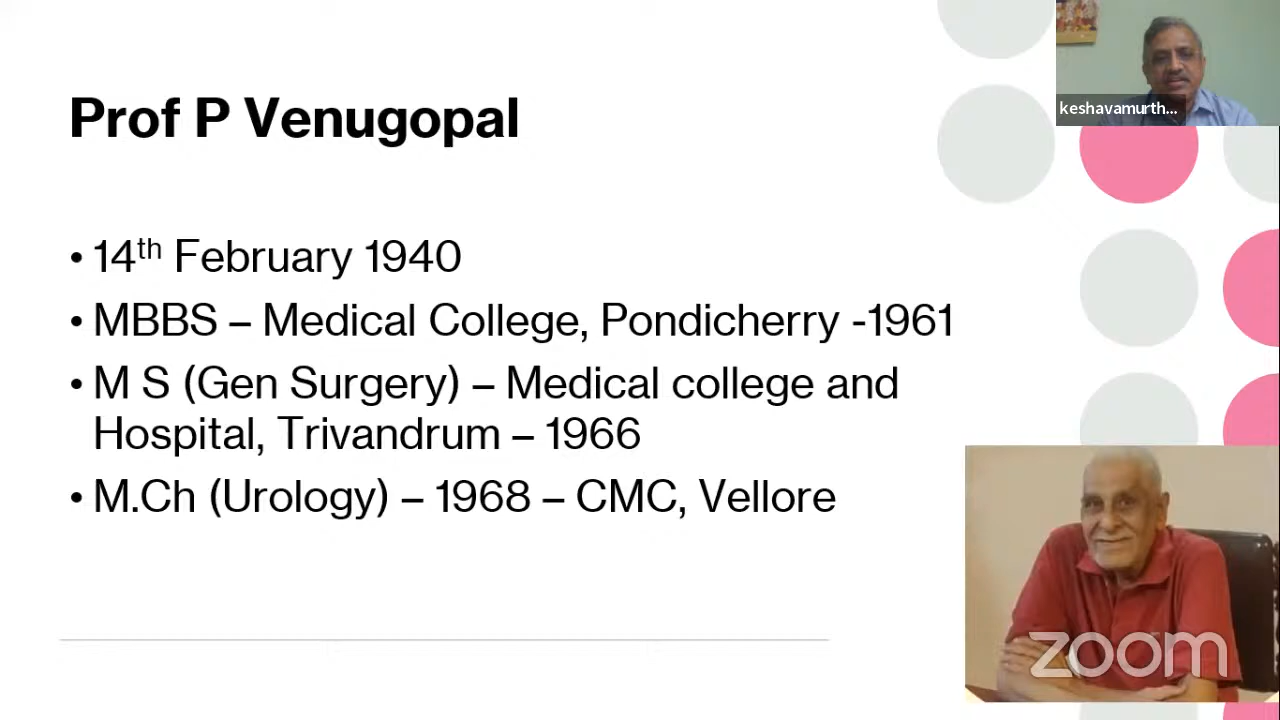 Prof P Venugopal
keshavamurth...
• 14th February 1940
• MBBS – Medical College, Pondicherry -1961
• M S (Gen Surgery) – Medical college and
Hospital, Trivandrum – 1966
• M.Ch (Urology) – 1968 – CMC, Vellore
zoom